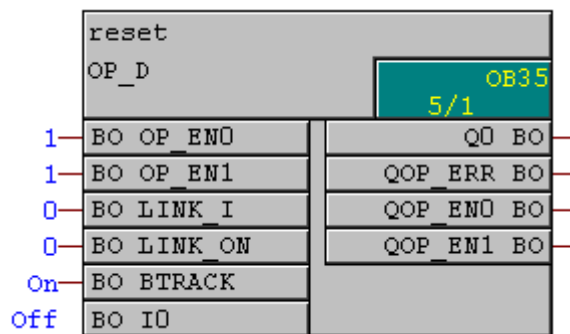 reset
OP_D
OB35
5/1
1 BO OP_EN0 Q0 BO
1 BO OP_EN1 QOP_ERR BO
0 BO LINK_I QOP_EN0 BO
0 BO LINK_ON QOP_EN1 BO
On BO BTRACK
Off BO I0